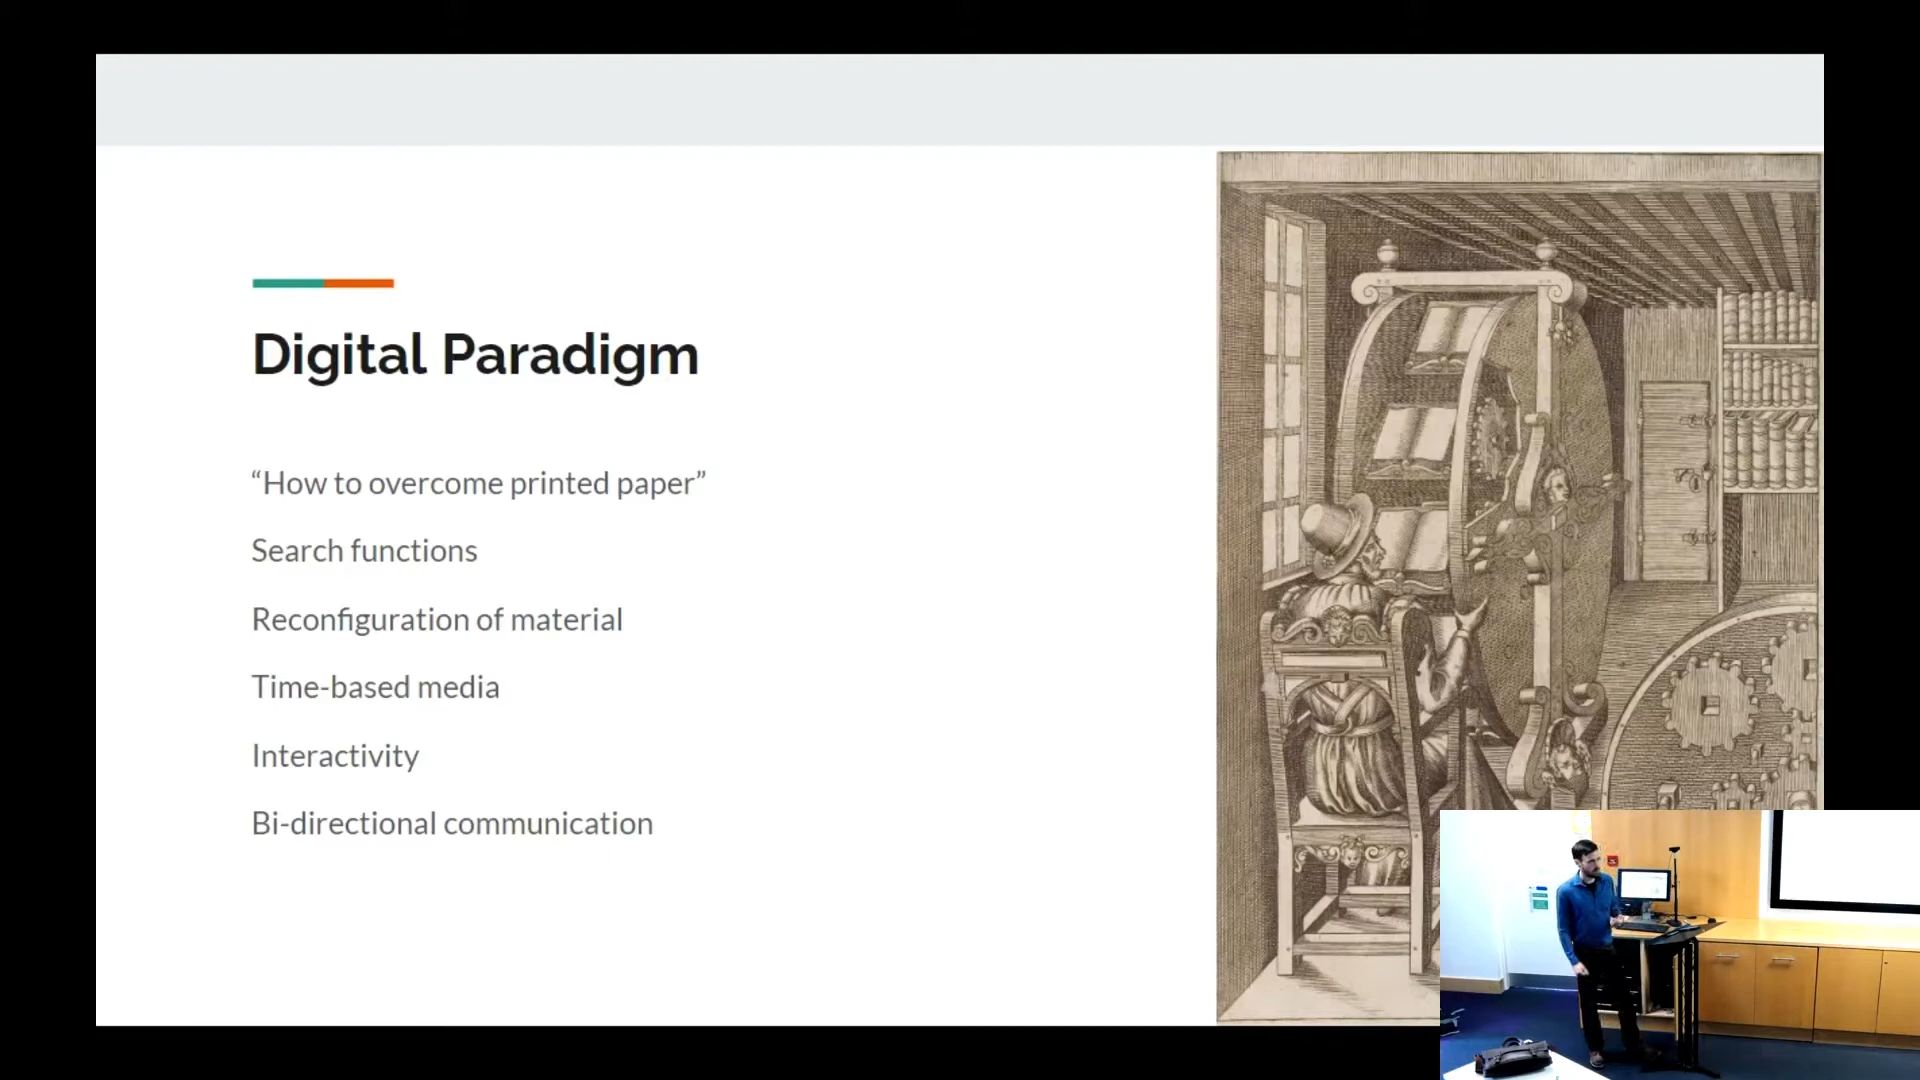 Digital Paradigm
“How to overcome printed paper”
Search functions
Reconfiguration of material
Time-based media
Interactivity
Bi-directional communication